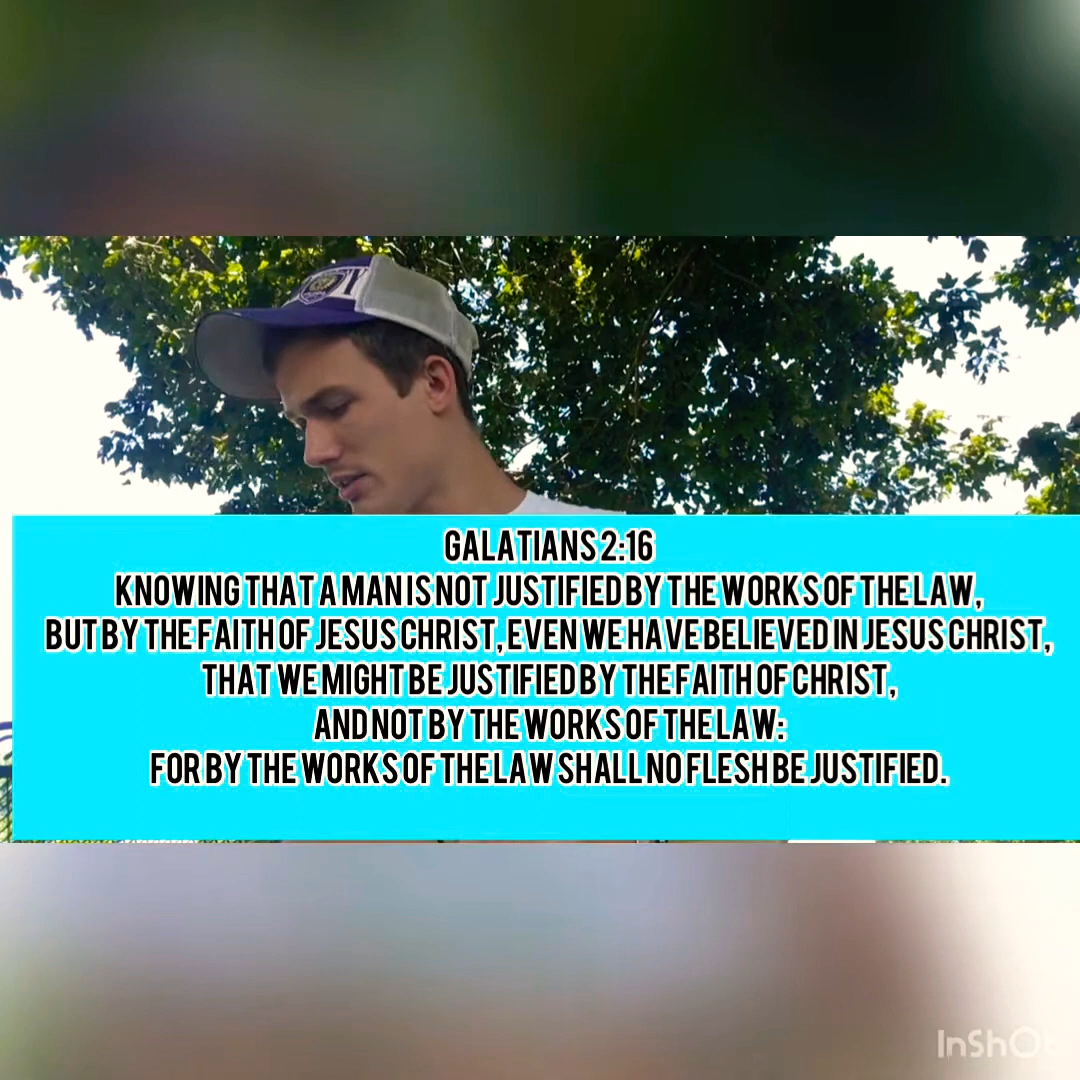 GALATIANS 2:16
KNOWING THAT A MAN IS NOT JUSTIFIED BY THE WORKS OF THE LAW,
BUT BY THE FAITH OF JESUS CHRIST, EVEN WE HAVE BELIEVED IN JESUS CHRIST,
THAT WE MIGHT BE JUSTIFIED BY THE FAITH OF CHRIST,
AND NOT BY THE WORKS OF THE LAW:
FOR BY THE WORKS OF THE LAW SHALL NO FLESH BE JUSTIFIED.
InShOt